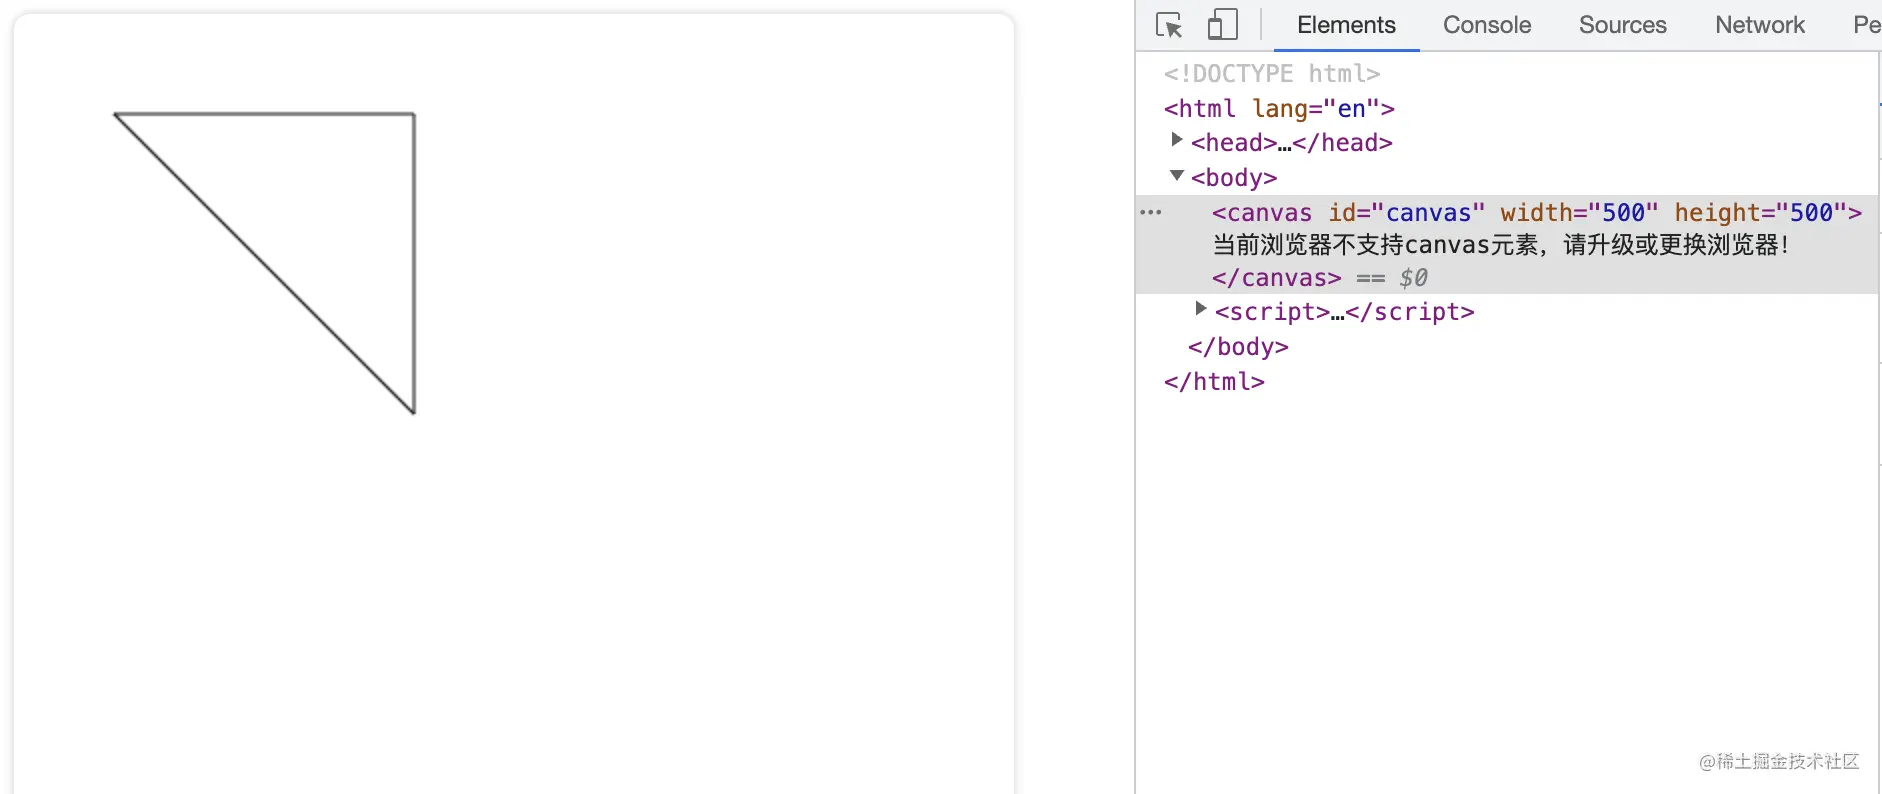 Elements Console Sources Network Pe
<!DOCTYPE html>
<html lang="en">
<head>…</head>
<body>
<canvas id="canvas" width="500" height="500">
当前浏览器不支持canvas元素，请升级或更换浏览器！
</canvas> == $0
<script>…</script>
</body>
</html>
@稀土掘金技术社区